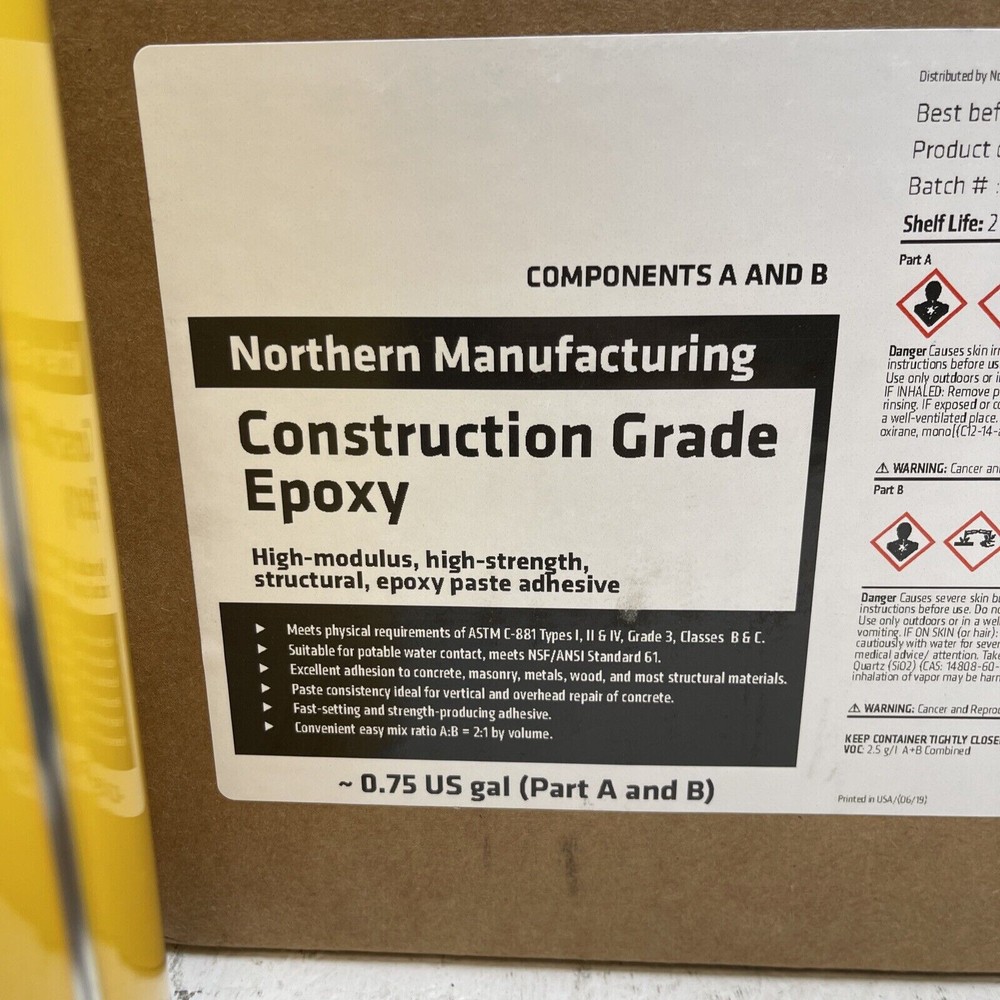 COMPONENTS A AND B
Northern Manufacturing
Construction Grade
Epoxy
High-modulus, high-strength,
structural, epoxy paste adhesive
Meets physical requirements of ASTM C-881 Types I, II & IV, Grade 3, Classes B & C.
Suitable for potable water contact, meets NSF/ANSI Standard 61.
Excellent adhesion to concrete, masonry, metals, wood, and most structural materials.
Paste consistency ideal for vertical and overhead repair of concrete.
Fast-setting and strength-producing adhesive.
Convenient easy mix ratio A:B = 2:1 by volume.
~ 0.75 US gal (Part A and B)
Distributed by
Best bef
Product
Batch # :
Shelf Life: 2
Part A
Danger Causes skin irr
instructions before us
Use only outdoors or i
IF INHALED: Remove p
rinsing. IF exposed or co
a well-ventilated place.
oxirane, mono[(C12-14-
WARNING: Cancer an
Part B
Danger Causes severe skin bu
instructions before use. Do no
Use only outdoors or in a wel
vomiting. IF ON SKIN (or hair):
cautiously with water for sever
medical advice/ attention. Take
Quartz (SiO2) (CAS: 14808-60-
inhalation of vapor may be harm
WARNING: Cancer and Reprod
KEEP CONTAINER TIGHTLY CLOSE
VOC: 2.5 g/l A+B Combined
Printed in USA/(06/19)